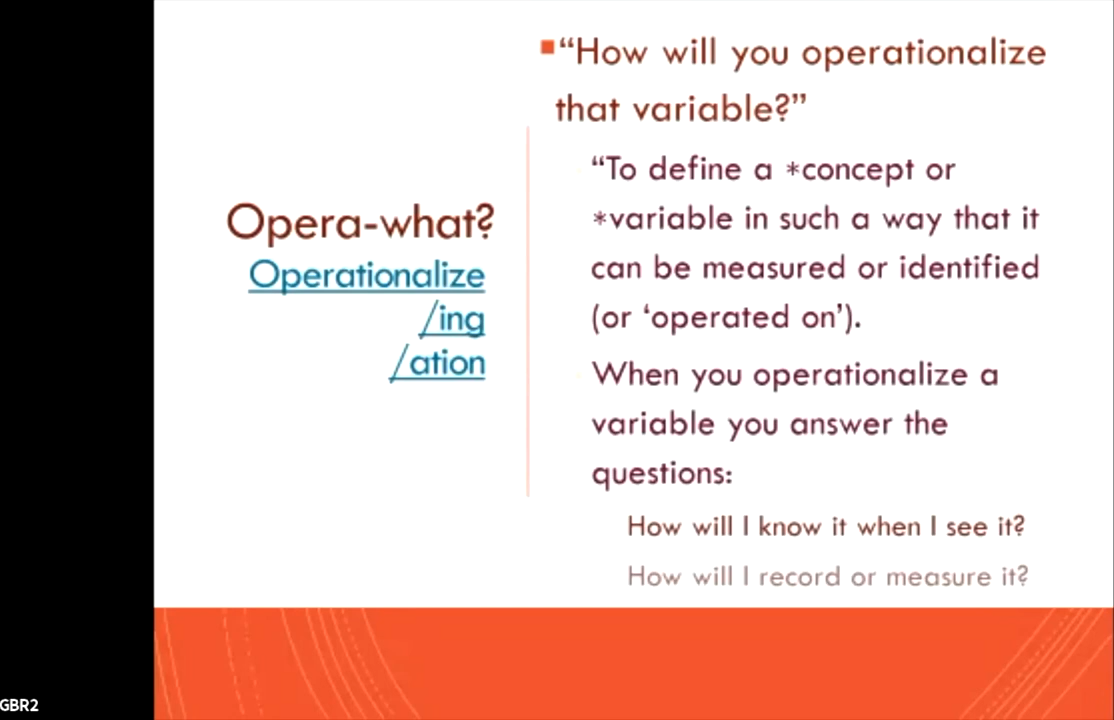 Opera-what?
Operationalize
/ing
/ation
“How will you operationalize
that variable?”
“To define a *concept or
*variable in such a way that it
can be measured or identified
(or ‘operated on’).
When you operationalize a
variable you answer the
questions:
How will I know it when I see it?
How will I record or measure it?
GBR2